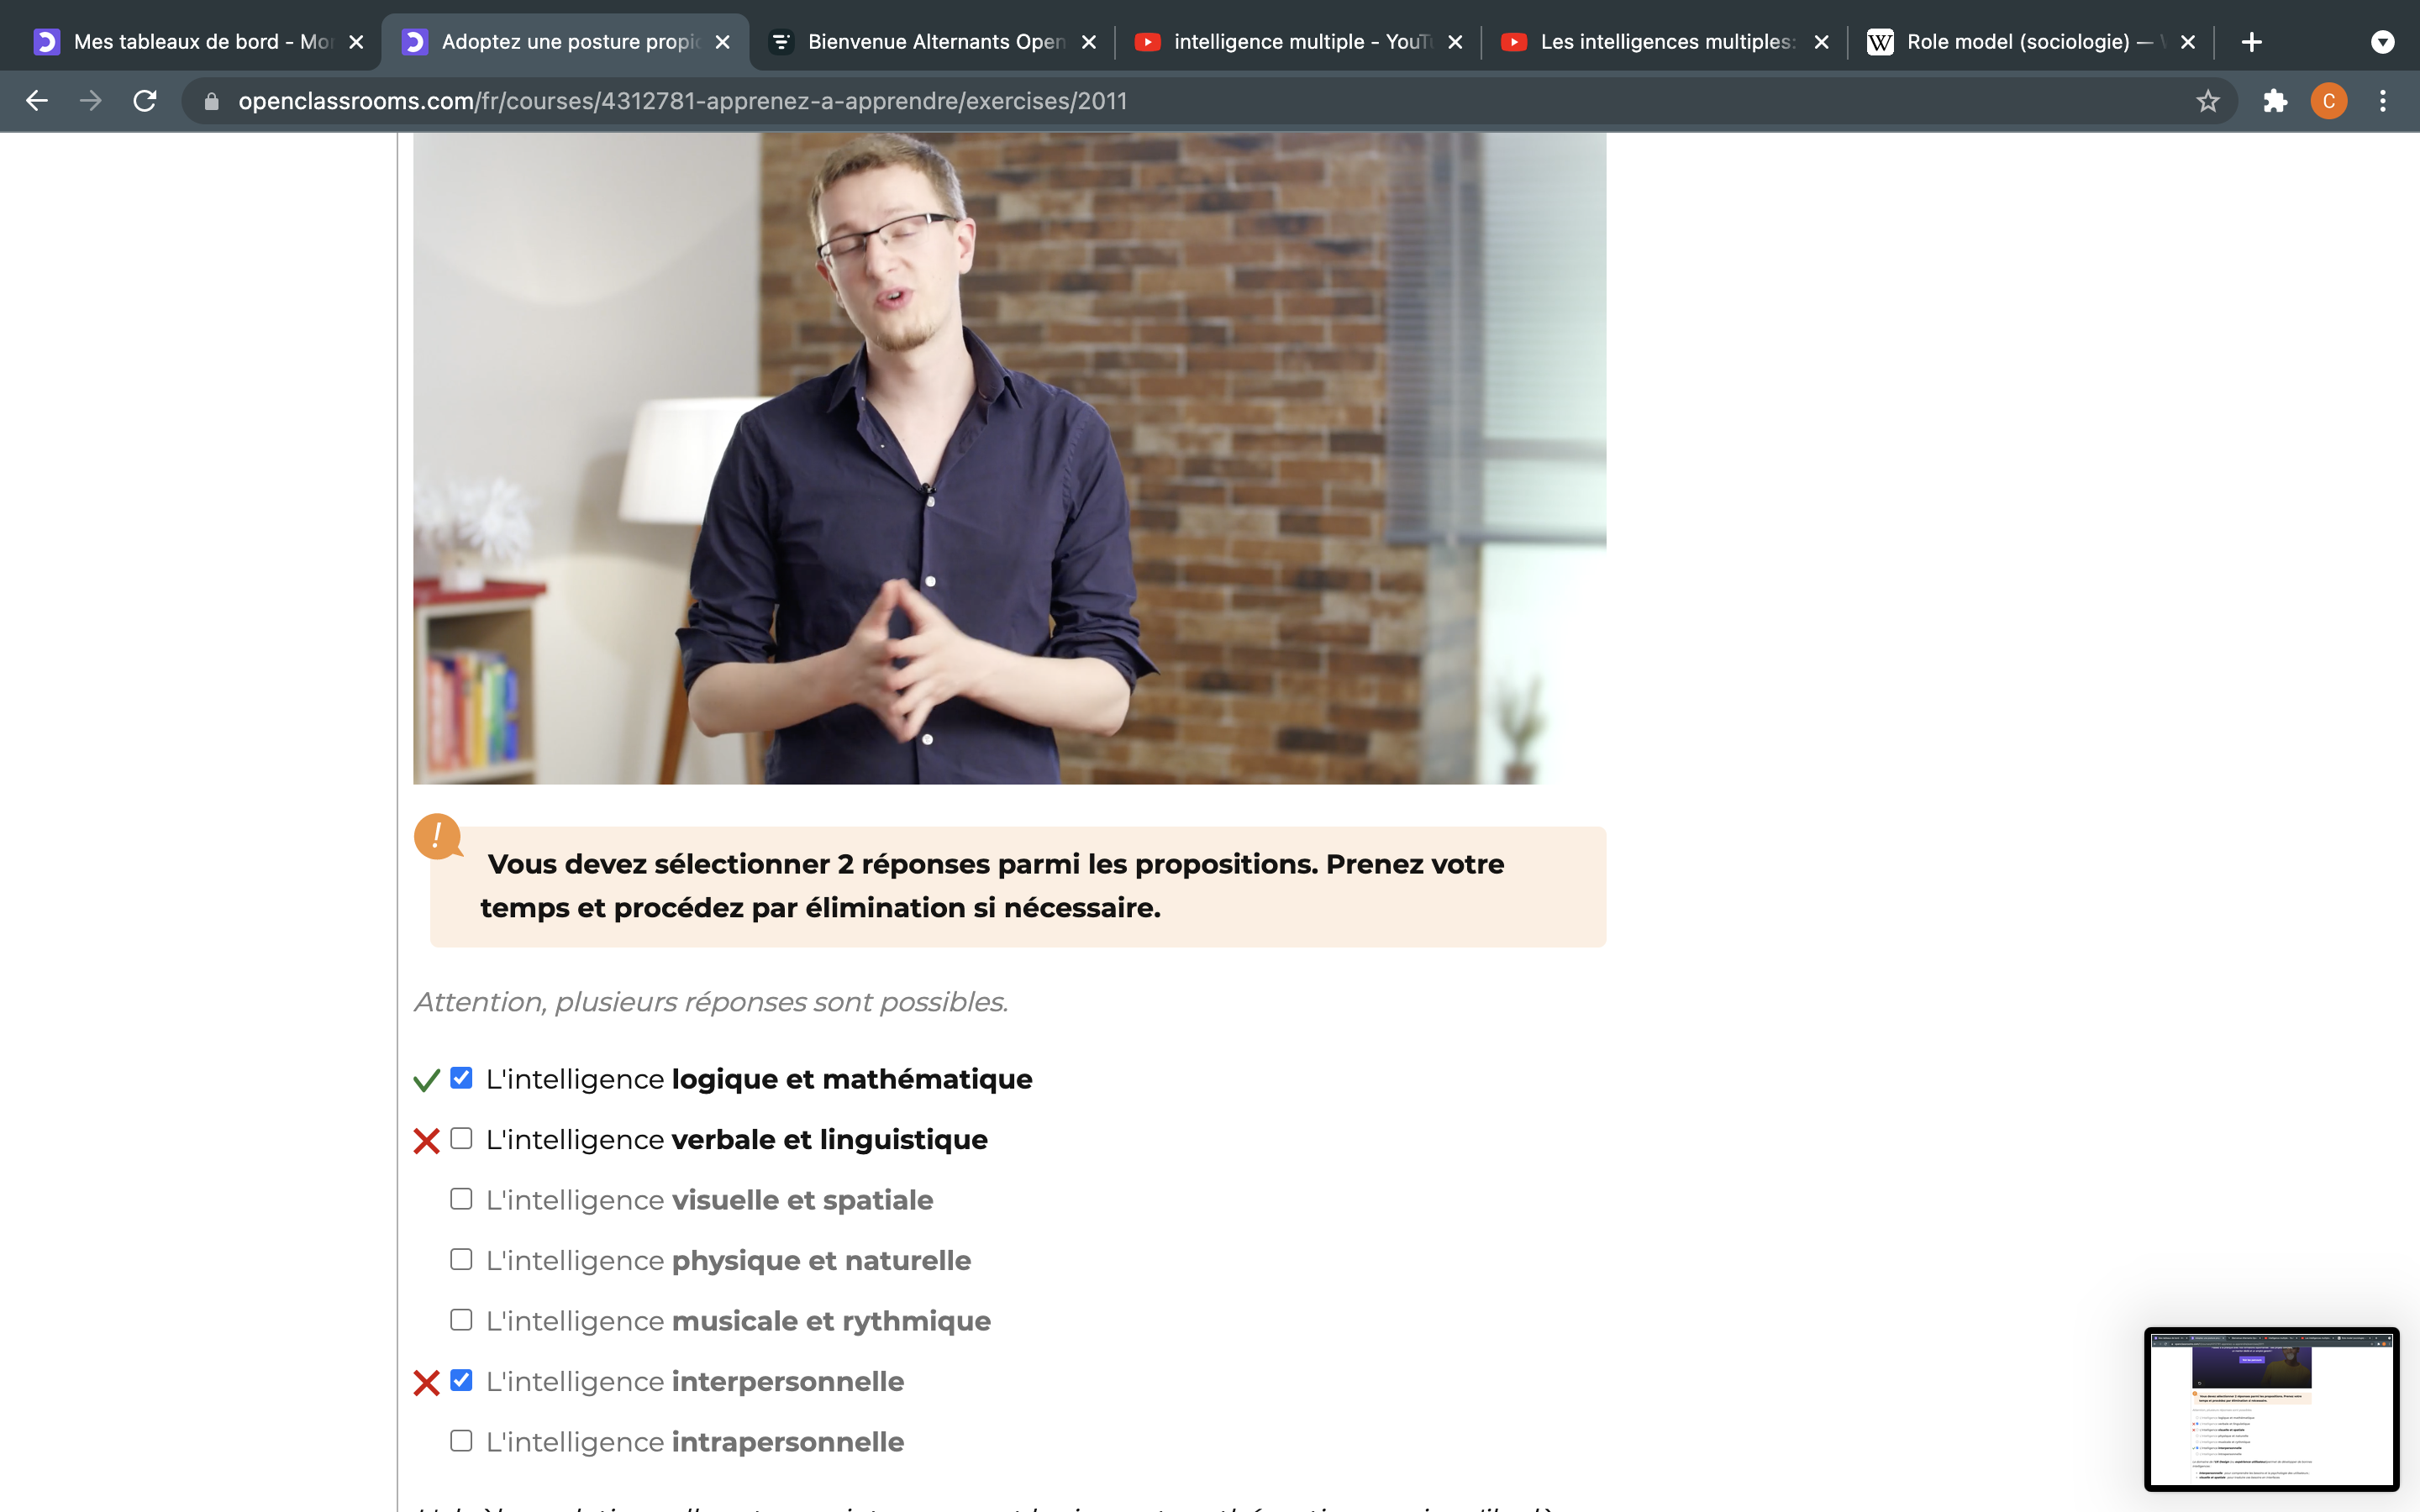 Mes tableaux de bord - Mo
Adoptez une posture propi
Bienvenue Alternants Open
intelligence multiple - YouT
Les intelligences multiples:
Role model (sociologie) —
openclassrooms.com/fr/courses/4312781-apprenez-a-apprendre/exercises/2011
C
! Vous devez sélectionner 2 réponses parmi les propositions. Prenez votre
temps et procédez par élimination si nécessaire.
Attention, plusieurs réponses sont possibles.
L'intelligence logique et mathématique
L'intelligence verbale et linguistique
L'intelligence visuelle et spatiale
L'intelligence physique et naturelle
L'intelligence musicale et rythmique
L'intelligence interpersonnelle
L'intelligence intrapersonnelle